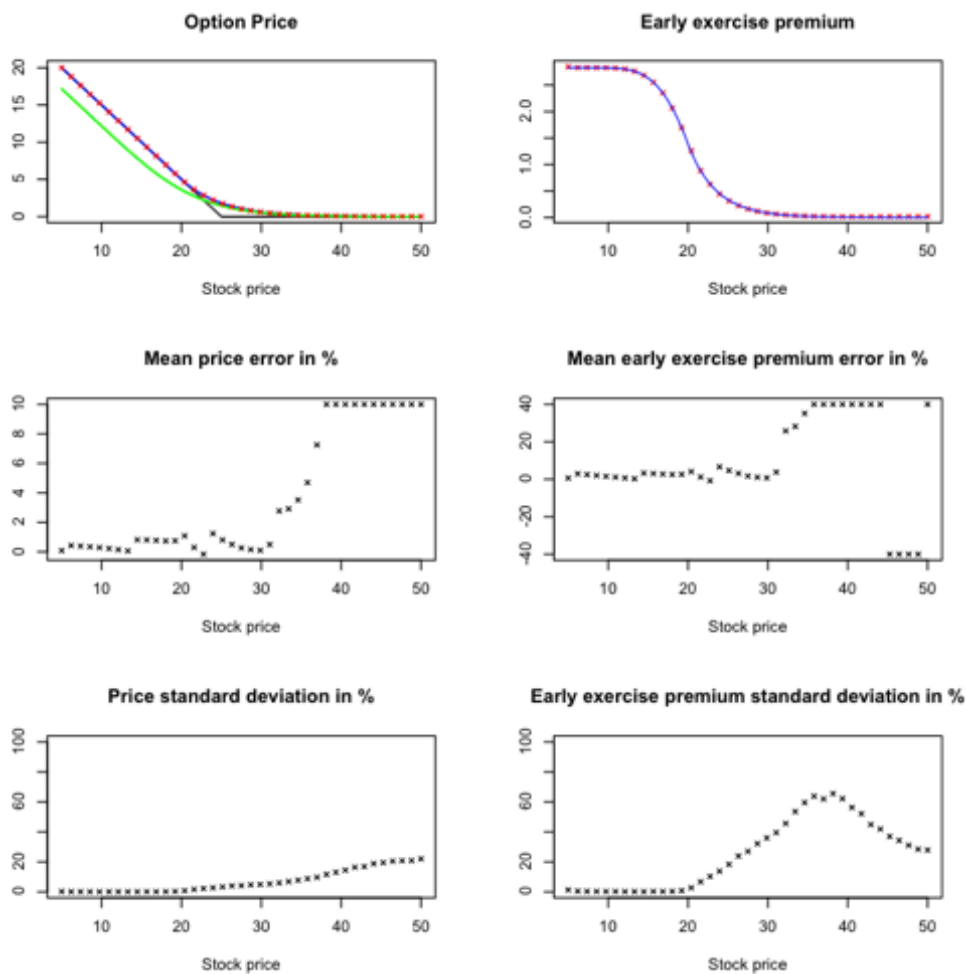 Option Price
20
15
10
5
0
10 20 30 40 50
Stock price
Early exercise premium
2.0
1.0
0.0
10 20 30 40 50
Stock price
Mean price error in %
10
8
6
4
2
0
10 20 30 40 50
Stock price
Mean early exercise premium error in %
40
20
0
-20
-40
10 20 30 40 50
Stock price
Price standard deviation in %
100
60
20
0
10 20 30 40 50
Stock price
Early exercise premium standard deviation in %
100
60
20
0
10 20 30 40 50
Stock price